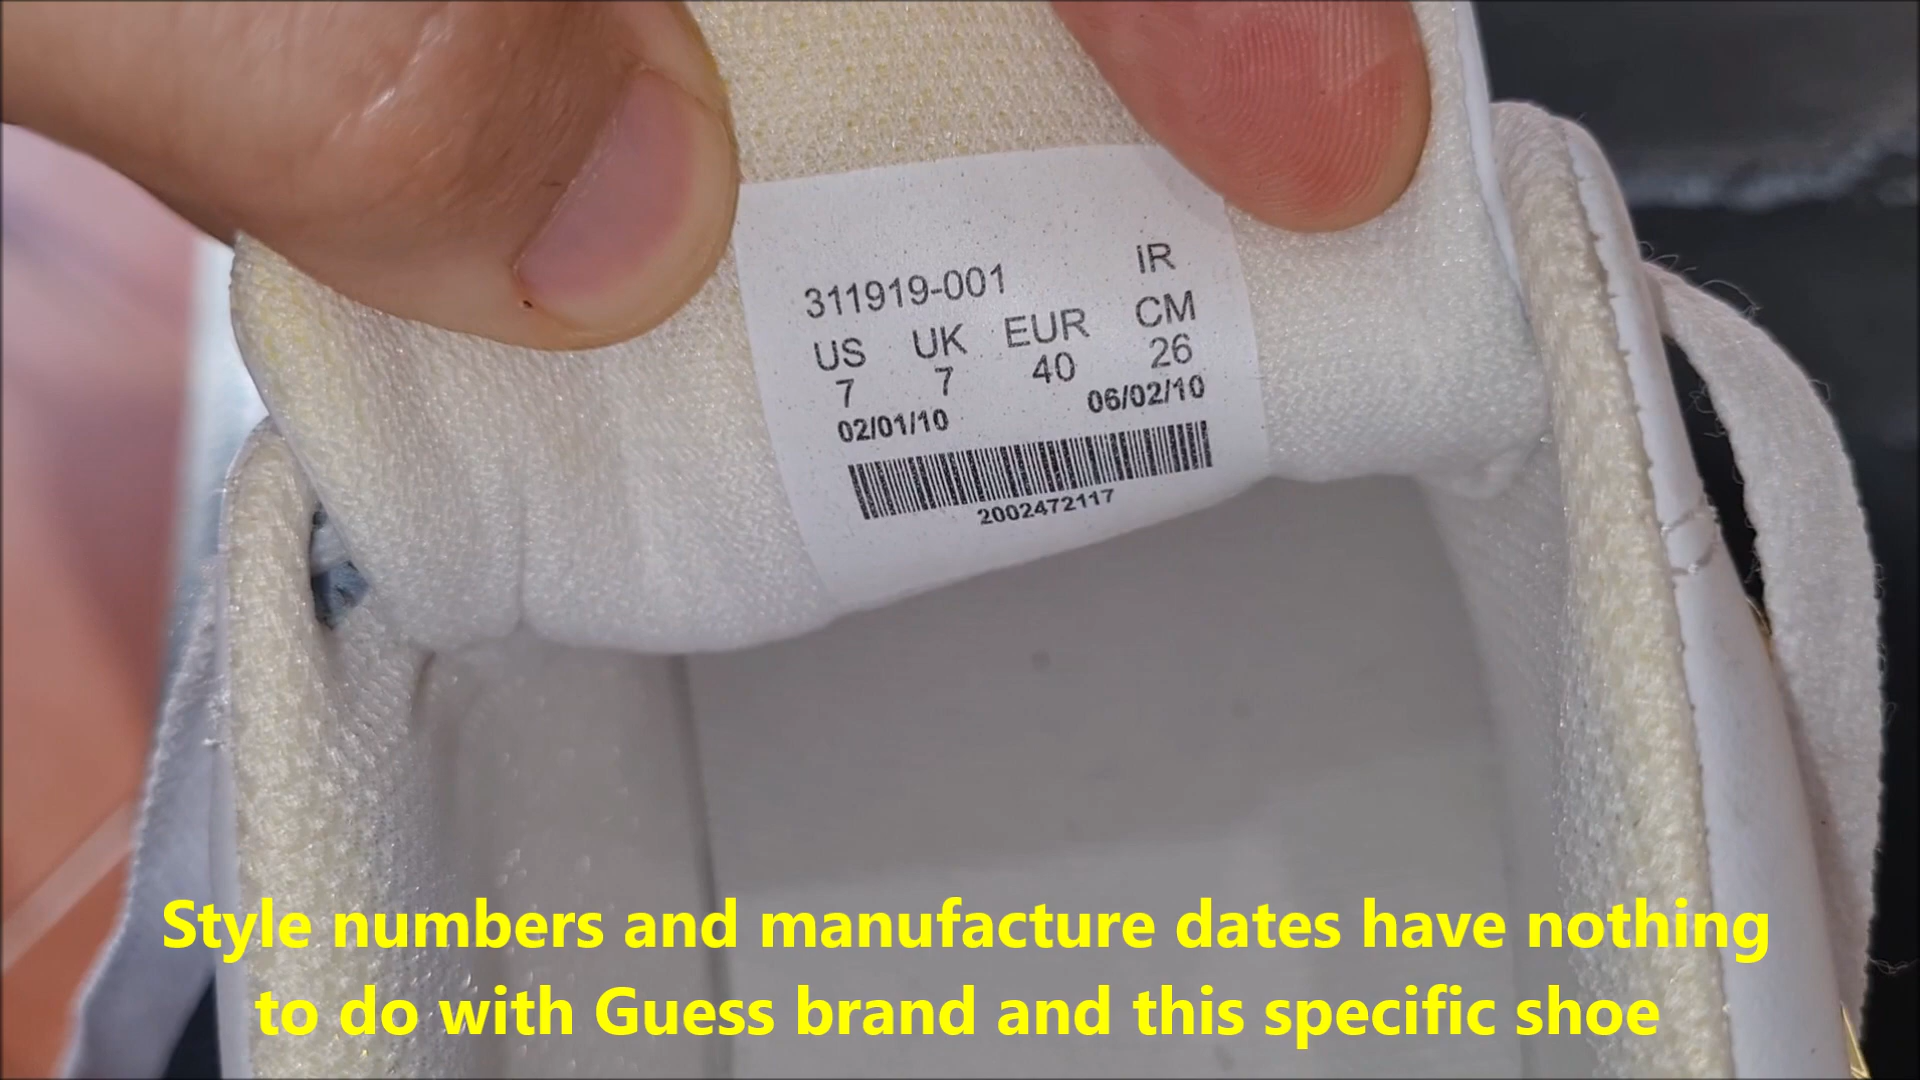 311919-001 iR
US UK EUR CM
7 7 40 26
02/01/10 06/02/10
2002472117
Style numbers and manufacture dates have nothing
to do with Guess brand and this specific shoe